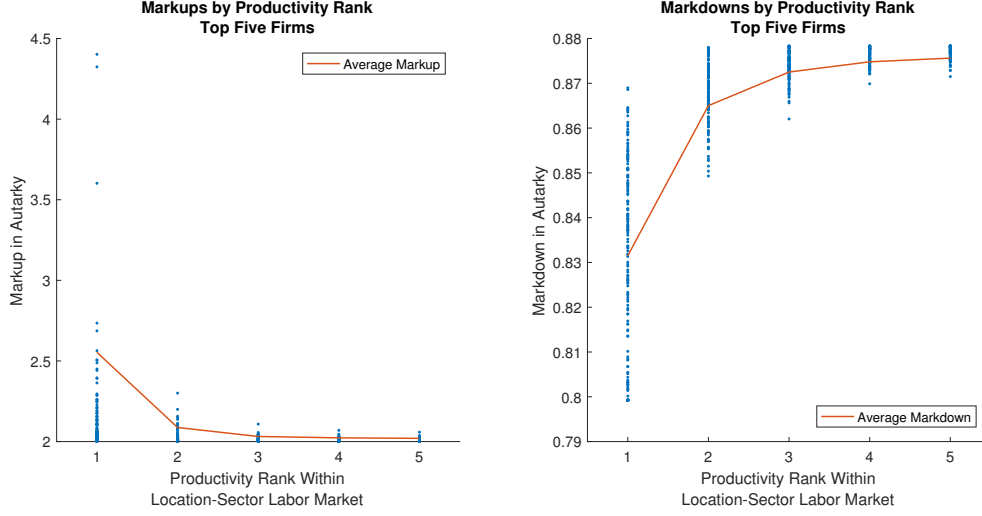 Markups by Productivity Rank
Top Five Firms
4.5
4
3.5
3
2.5
2
Markup in Autarky
Average Markup
1 2 3 4 5
Productivity Rank Within
Location-Sector Labor Market
Markdowns by Productivity Rank
Top Five Firms
0.88
0.87
0.86
0.85
0.84
0.83
0.82
0.81
0.8
0.79
Markdown in Autarky
Average Markdown
1 2 3 4 5
Productivity Rank Within
Location-Sector Labor Market